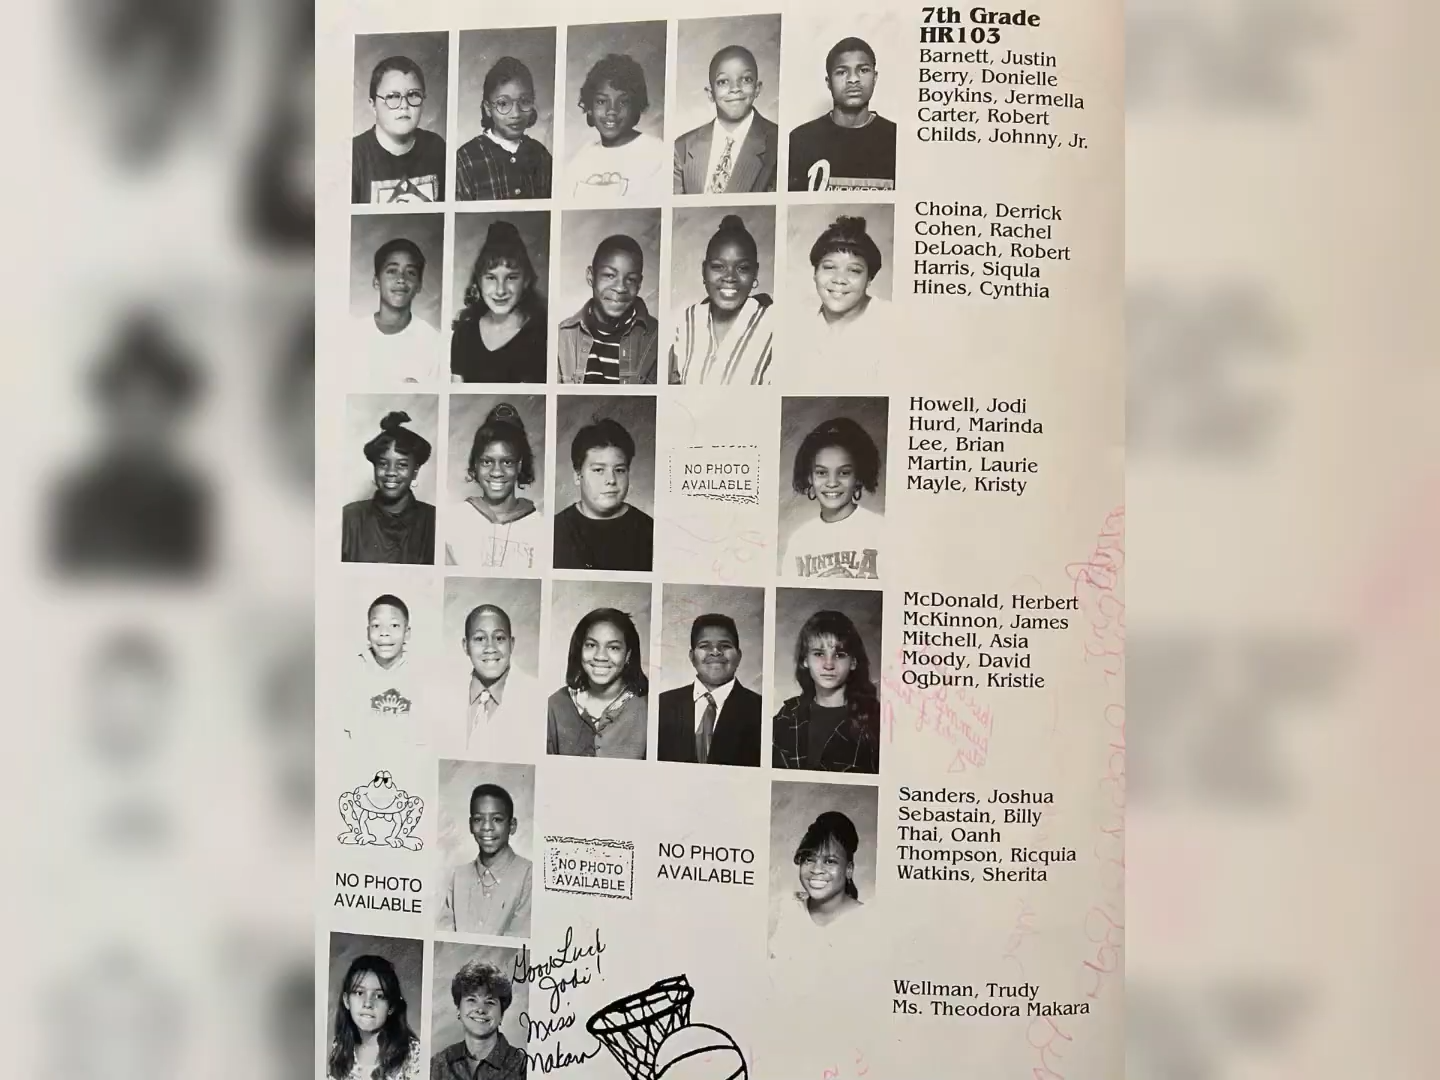 7th Grade
HR103
Barnett, Justin
Berry, Donielle
Boykins, Jermella
Carter, Robert
Childs, Johnny, Jr.
Choina, Derrick
Cohen, Rachel
DeLoach, Robert
Harris, Siqula
Hines, Cynthia
NO PHOTO
AVAILABLE
Howell, Jodi
Hurd, Marinda
Lee, Brian
Martin, Laurie
Mayle, Kristy
McDonald, Herbert
McKinnon, James
Mitchell, Asia
Moody, David
Ogburn, Kristie
NO PHOTO
AVAILABLE
NO PHOTO
AVAILABLE
NO PHOTO
AVAILABLE
Sanders, Joshua
Sebastain, Billy
Thai, Oanh
Thompson, Ricquia
Watkins, Sherita
Good Luck
Jodi!
Miss
Makara
Wellman, Trudy
Ms. Theodora Makara